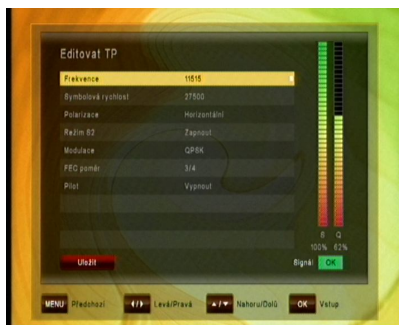 Editovat TP
Frekvence 11515
Symbolová rychlost 27500
Polarizace Horizontální
Režim S2 Zapnout
Modulace QPSK
FEC poměr 3/4
Pilot Vypnout
S Q
100% 62%
Uložit Signál OK
MENU Předchozí Levá/Pravá Nahoru/Dolů OK Vstup